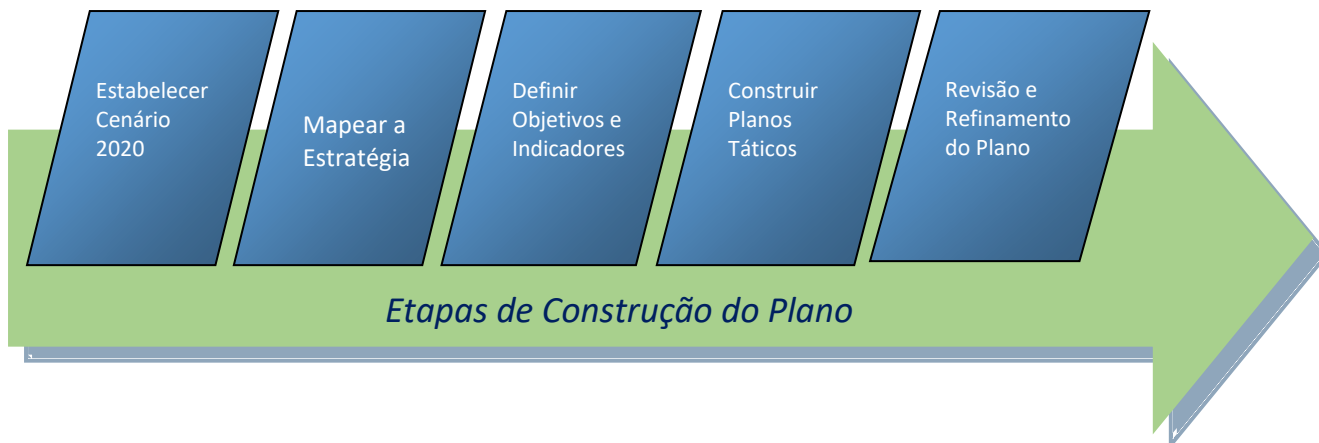 Estabelecer
Cenário
2020
Mapear a
Estratégia
Definir
Objetivos e
Indicadores
Construir
Planos
Táticos
Revisão e
Refinamento
do Plano
Etapas de Construção do Plano